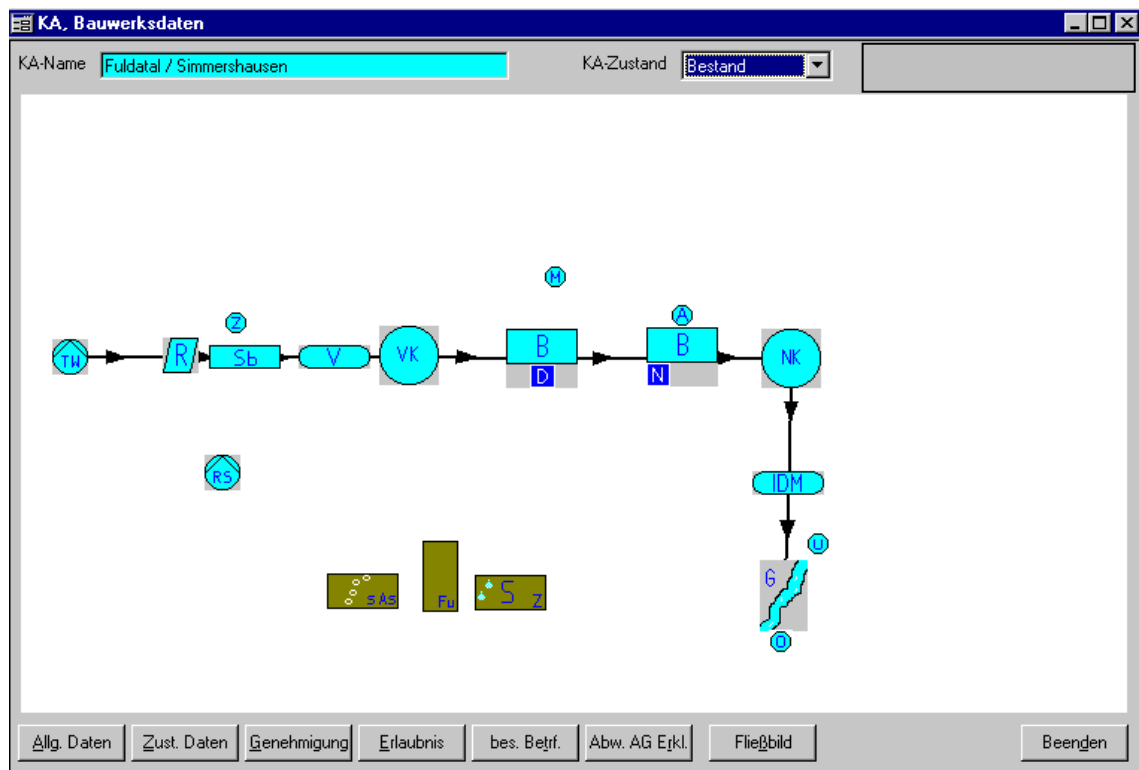 KA, Bauwerksdaten
KA-Name Fuldatal / Simmershausen KA-Zustand Bestand
M
Z A
TW R Sb V VK B B NK
D N
RS IDM
U
sAs Fu S Z G
O
Allg. Daten Zust. Daten Genehmigung Erlaubnis bes. Betrf. Abw. AG Erkl. Fließbild Beenden